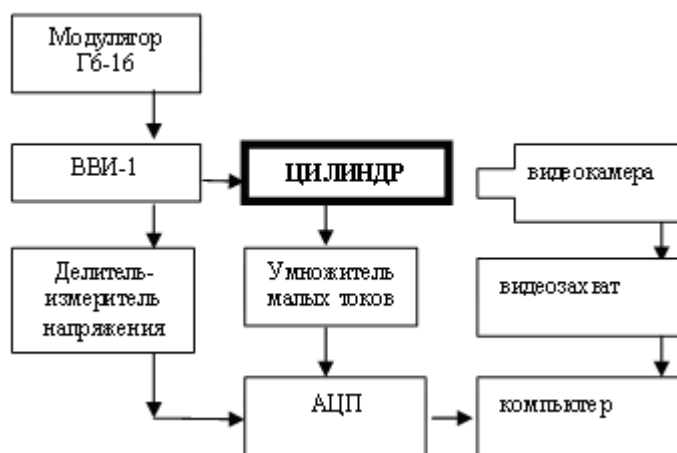 Модулятор
Г6-16
ВВИ-1
ЦИЛИНДР
видеокамера
Делитель-
измеритель
напряжения
Умножитель
малых токов
видеозахват
АЦП
компьютер